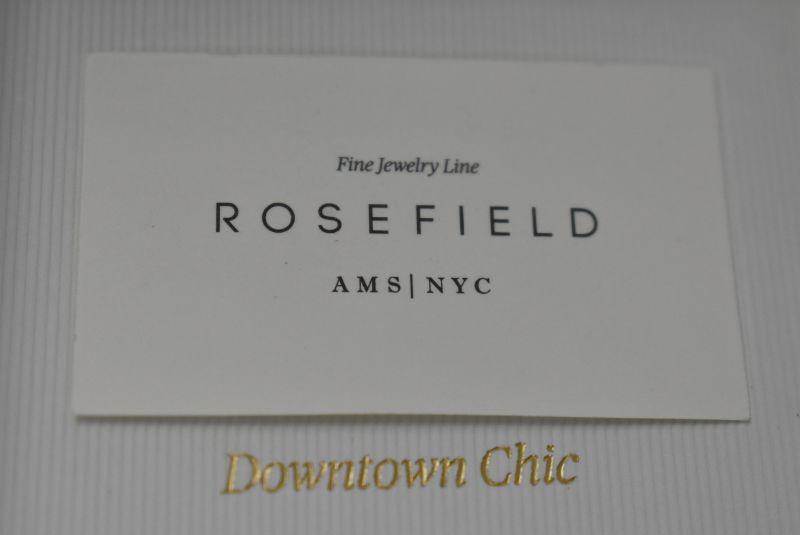 Fine Jewelry Line
ROSEFIELD
AMS|NYC
Downtown Chic